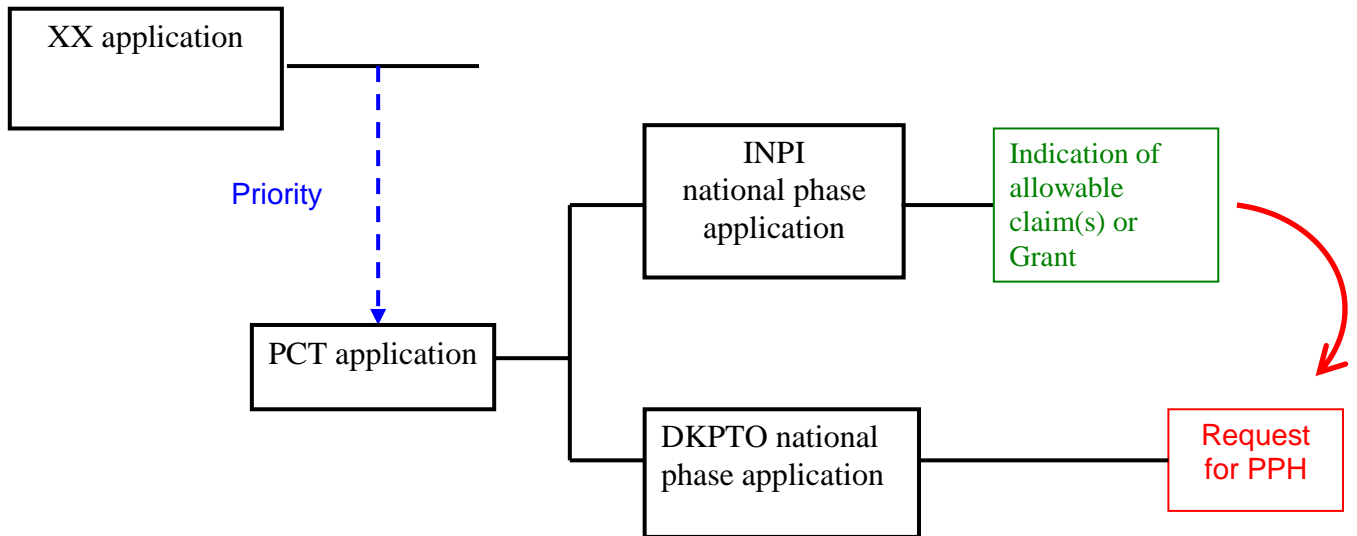 XX application
Priority
PCT application
INPI
national phase
application
Indication of
allowable
claim(s) or
Grant
DKPTO national
phase application
Request
for PPH